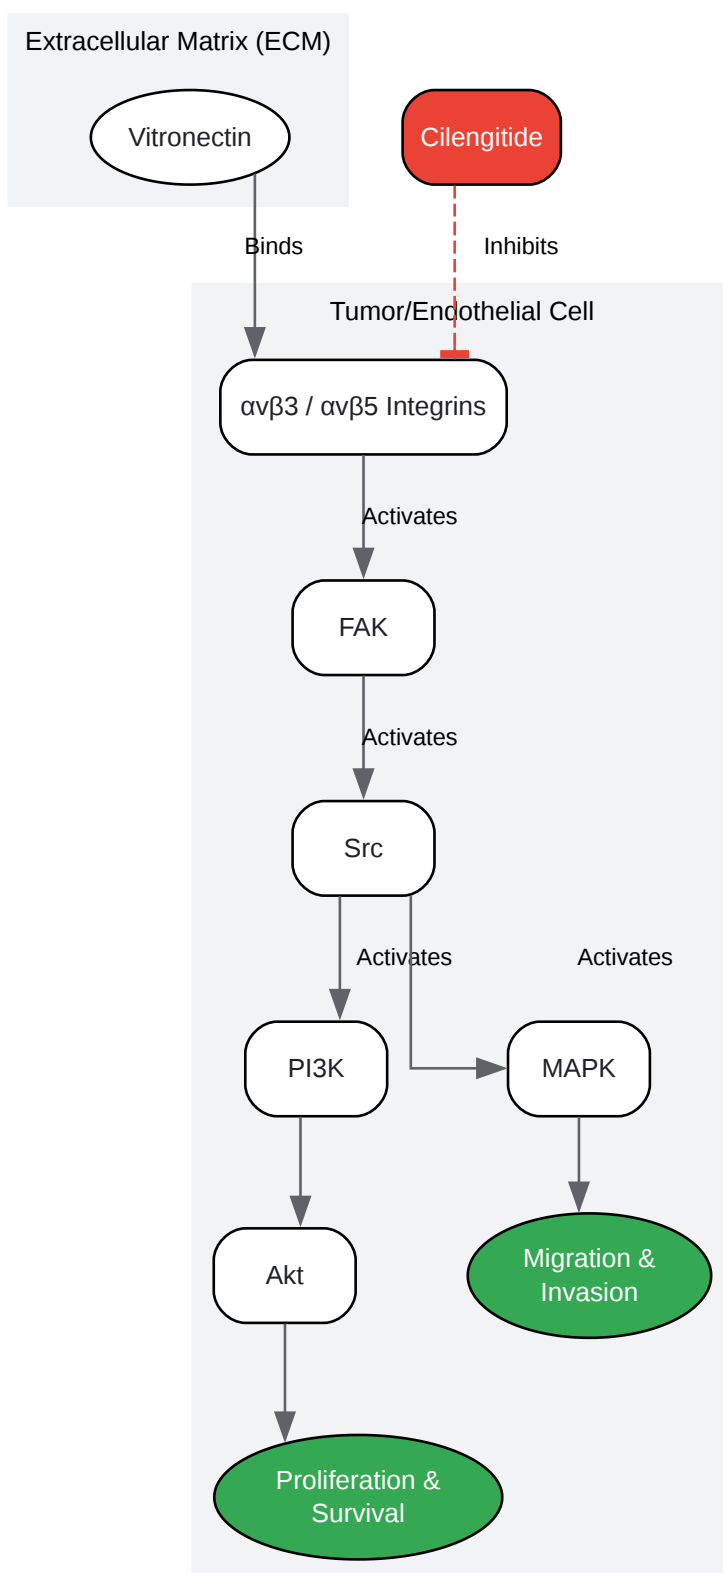 Extracellular Matrix (ECM)
Vitronectin
Cilengitide
Binds
Inhibits
Tumor/Endothelial Cell
αvβ3 / αvβ5 Integrins
Activates
FAK
Activates
Src
Activates
Activates
PI3K
MAPK
Akt
Migration &
Invasion
Proliferation &
Survival